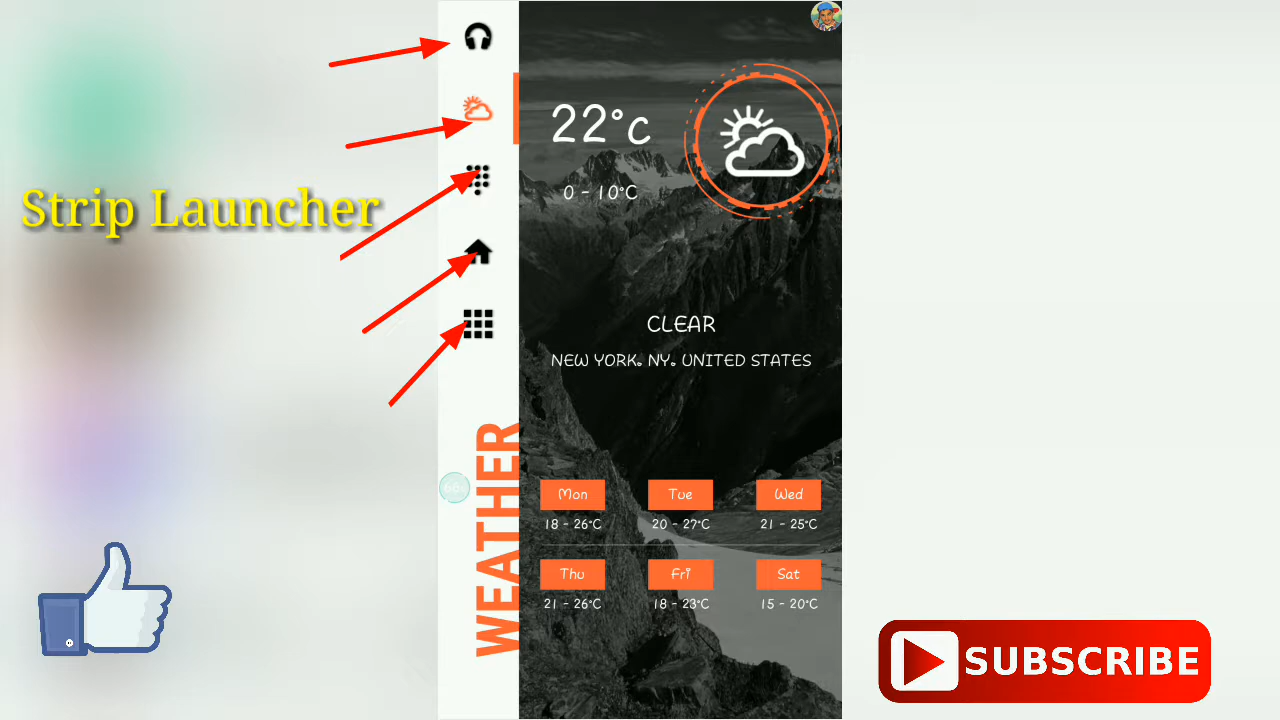 Strip Launcher
22°c
0 - 10°C
CLEAR
NEW YORK, NY, UNITED STATES
WEATHER
Mon Tue Wed
18 - 26°C 20 - 27°C 21 - 25°C
Thu Fri Sat
21 - 26°C 18 - 23°C 15 - 20°C
SUBSCRIBE